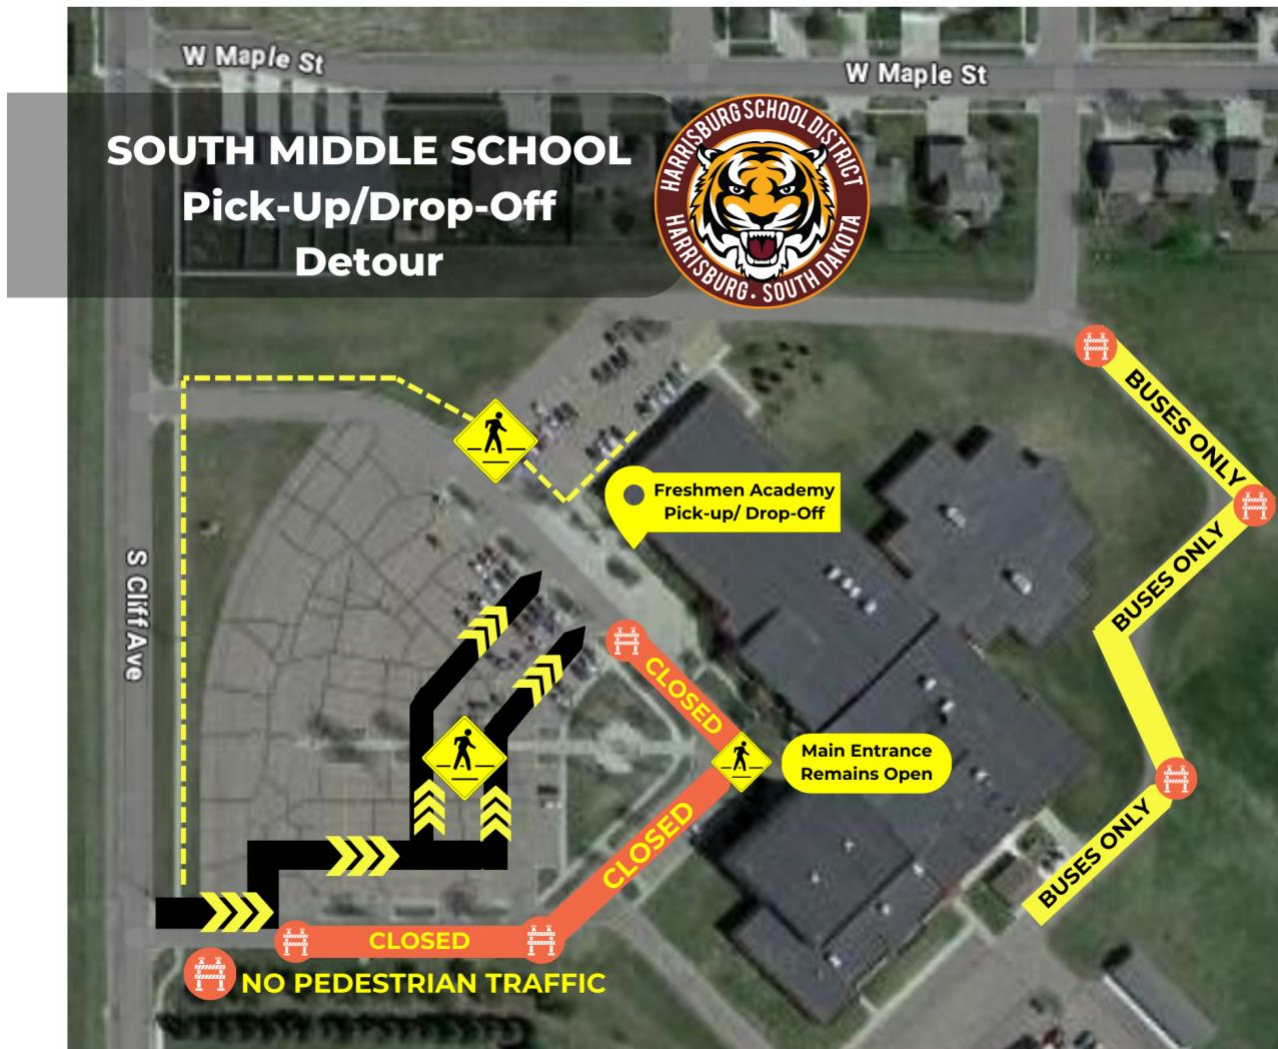 W Maple St
W Maple St
SOUTH MIDDLE SCHOOL
Pick-Up/Drop-Off
Detour
HARRISBURG SCHOOL DISTRICT
HARRISBURG • SOUTH DAKOTA
BUSES ONLY
Freshmen Academy
Pick-up/ Drop-Off
BUSES ONLY
S Cliff Ave
CLOSED
Main Entrance
Remains Open
CLOSED
BUSES ONLY
CLOSED
NO PEDESTRIAN TRAFFIC